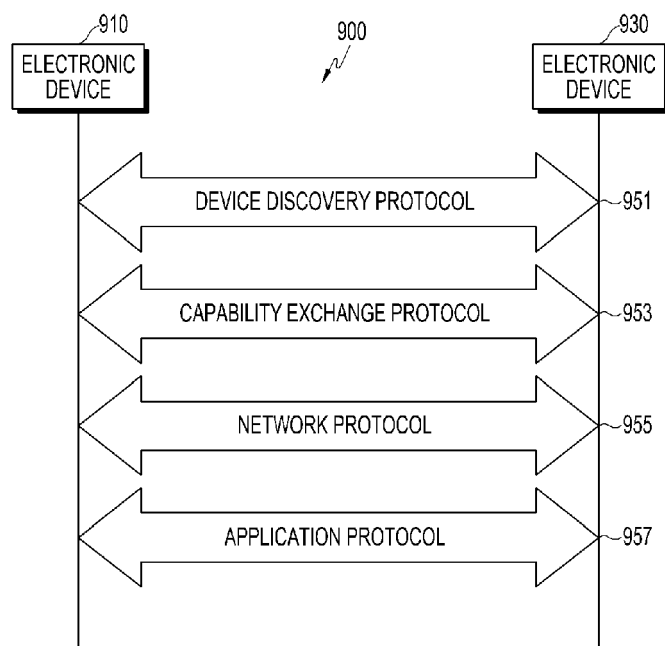 910
900
930
ELECTRONIC
DEVICE
ELECTRONIC
DEVICE
DEVICE DISCOVERY PROTOCOL
951
CAPABILITY EXCHANGE PROTOCOL
953
NETWORK PROTOCOL
955
APPLICATION PROTOCOL
957